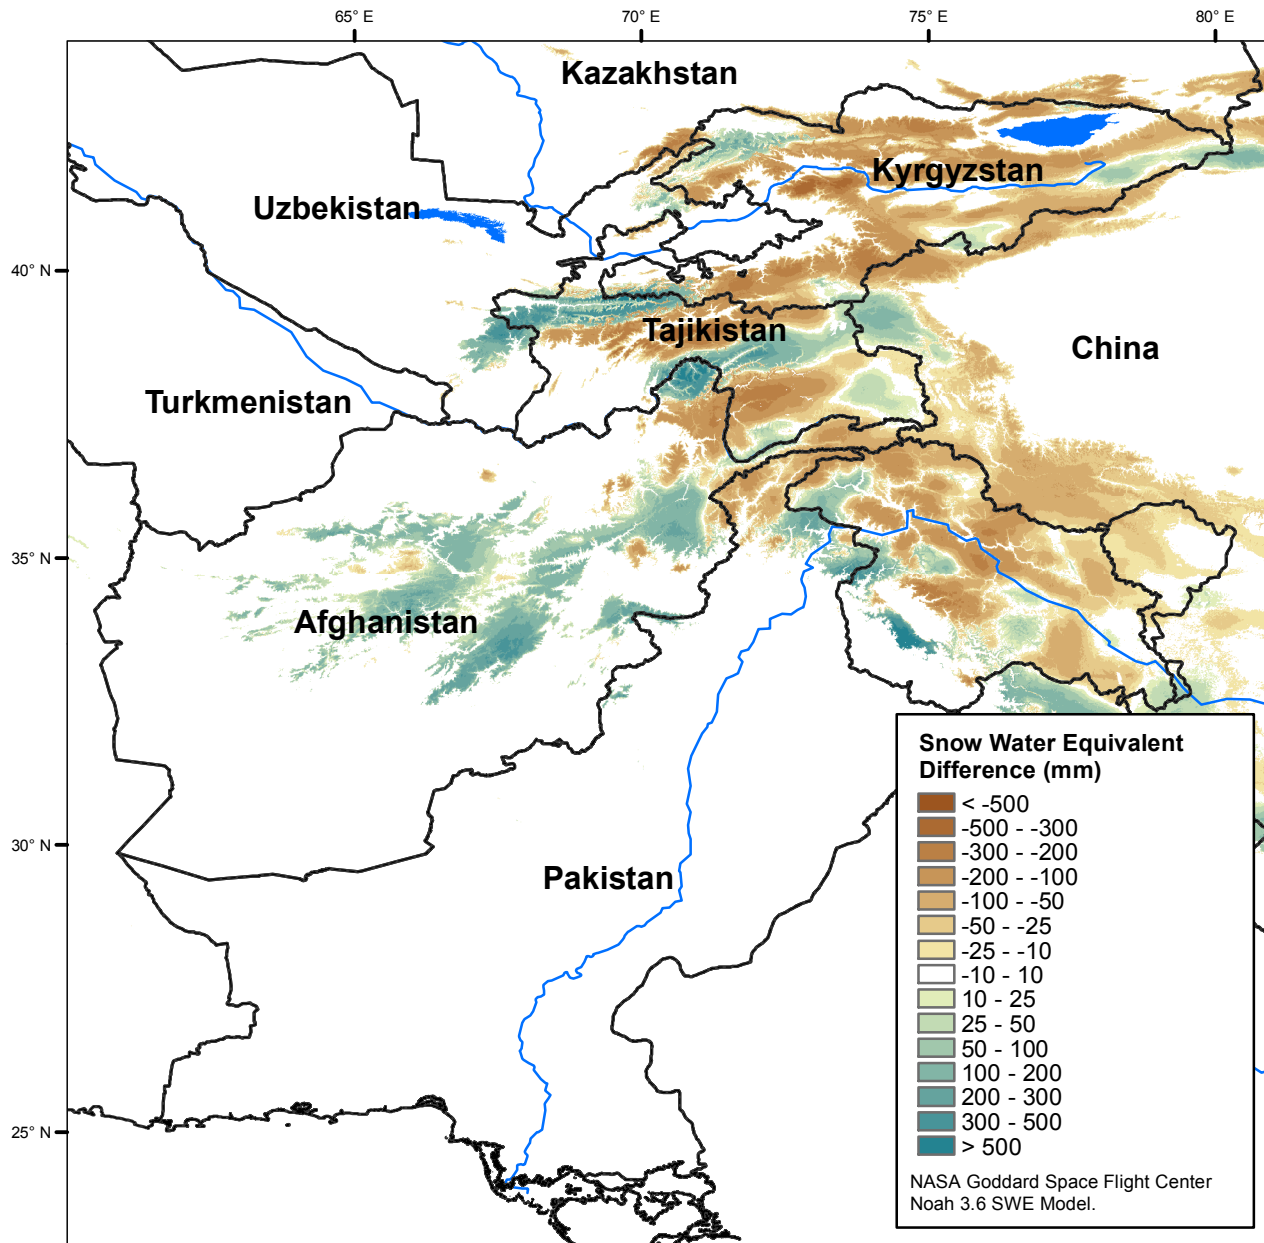 65° E
70° E
75° E
80° E
Kazakhstan
Kyrgyzstan
Uzbekistan
40° N
Tajikistan
China
Turkmenistan
35° N
Afghanistan
Snow Water Equivalent
Difference (mm)
< -500
-500 - -300
-300 - -200
-200 - -100
-100 - -50
-50 - -25
-25 - -10
-10 - 10
10 - 25
25 - 50
50 - 100
100 - 200
200 - 300
300 - 500
> 500
30° N
Pakistan
25° N
NASA Goddard Space Flight Center
Noah 3.6 SWE Model.